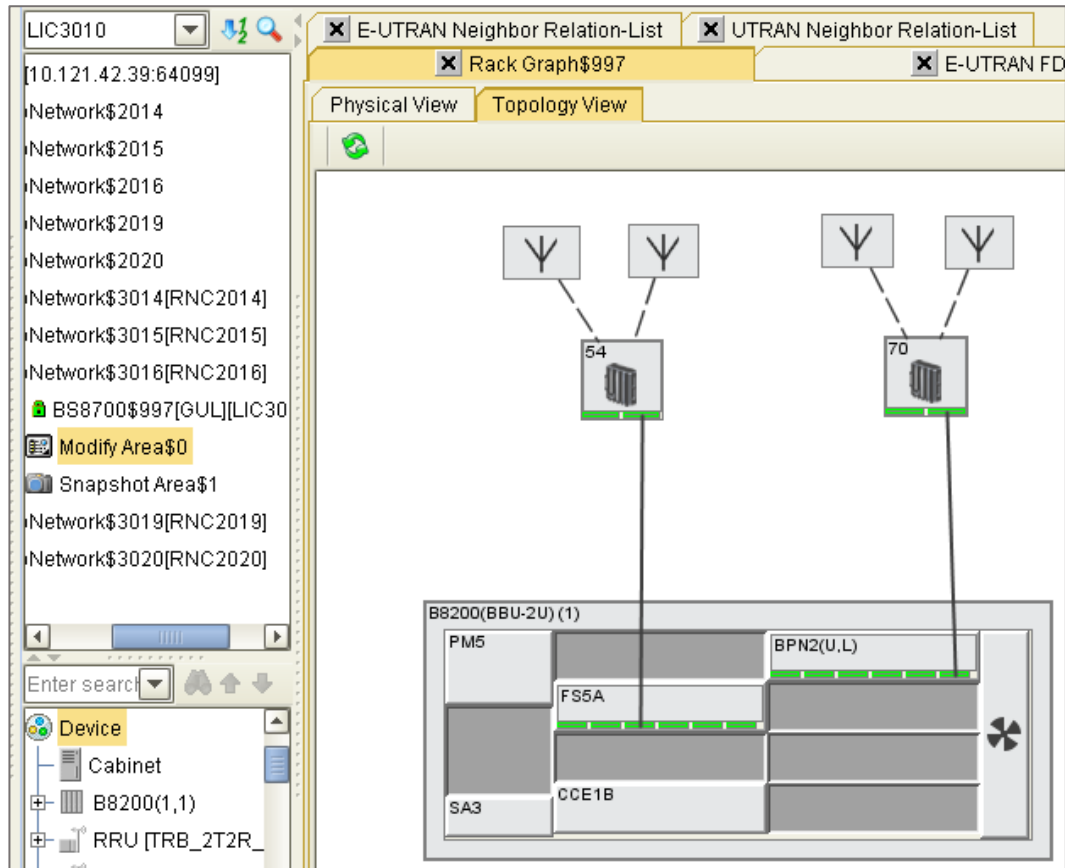 LIC3010
[10.121.42.39:64099]
Network$2014
Network$2015
Network$2016
Network$2019
Network$2020
Network$3014[RNC2014]
Network$3015[RNC2015]
Network$3016[RNC2016]
BS8700$997[GUL][LIC30
Modify Area$0
Snapshot Area$1
Network$3019[RNC2019]
Network$3020[RNC2020]
Enter search
Device
Cabinet
B8200(1,1)
RRU [TRB_2T2R_
E-UTRAN Neighbor Relation-List
UTRAN Neighbor Relation-List
Rack Graph$997
E-UTRAN FD
Physical View
Topology View
54
70
B8200(BBU-2U) (1)
PM5
BPN2(U,L)
FS5A
SA3
CCE1B